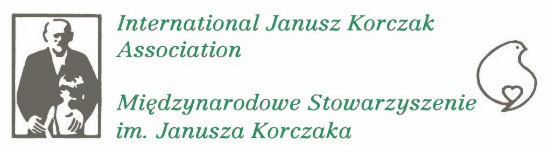 International Janusz Korczak
Association
Międzynarodowe Stowarzyszenie
im. Janusza Korczaka